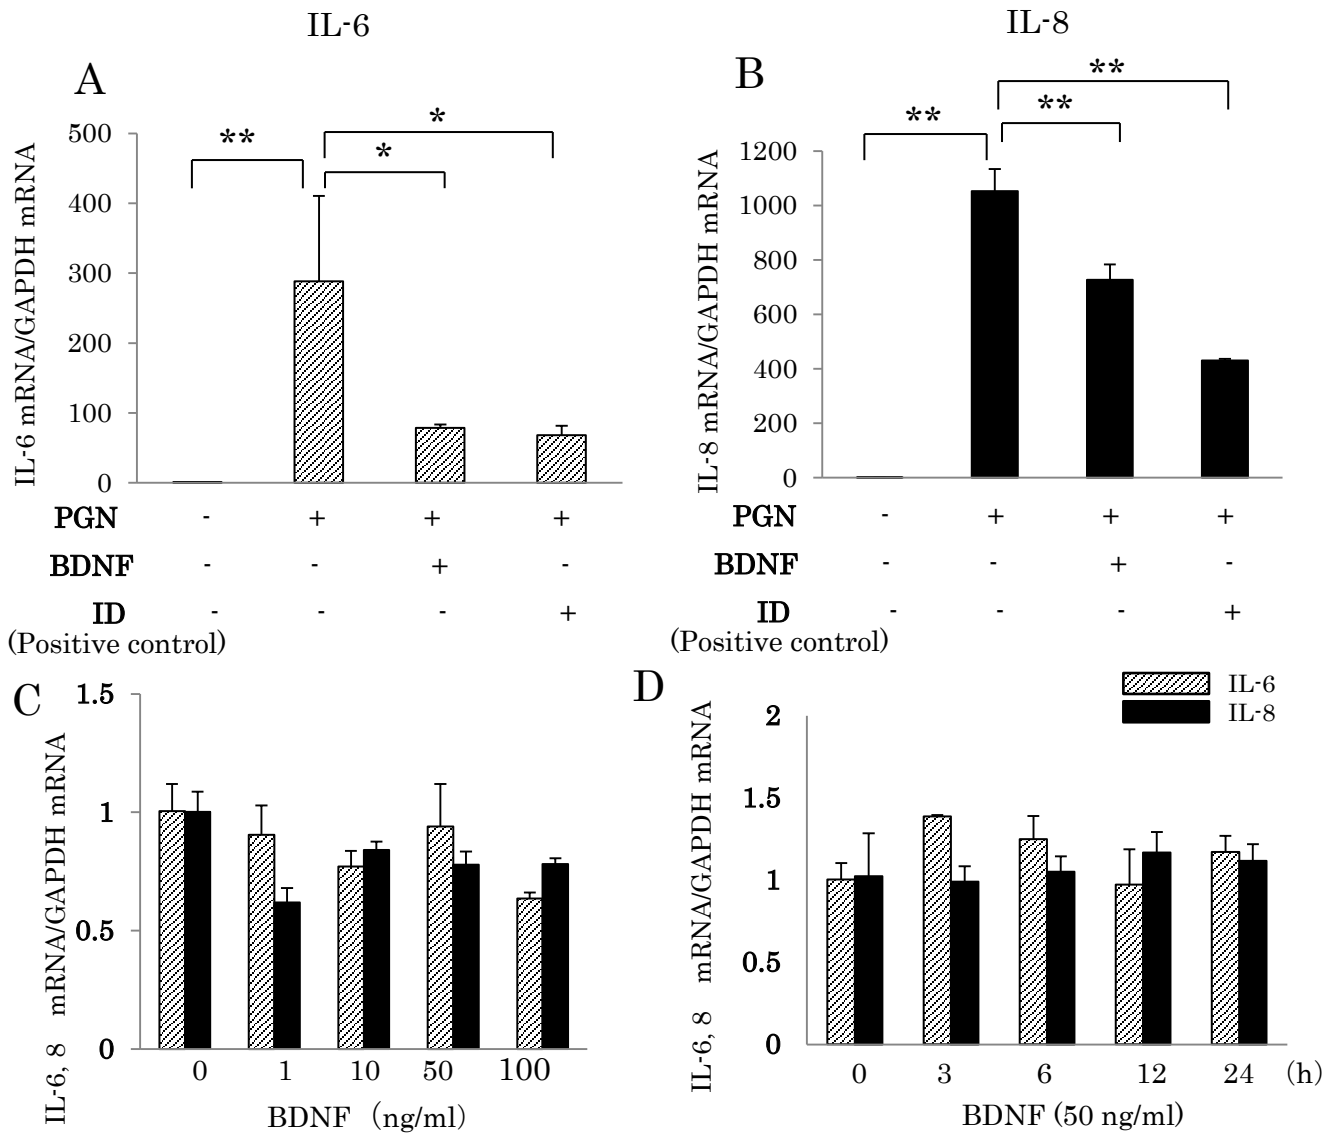 IL-6
IL-8
A
B
IL-6 mRNA/GAPDH mRNA
500
400
300
200
100
0
**
*
*
PGN - + + +
BDNF - - + -
ID - - - +
(Positive control)
IL-8 mRNA/GAPDH mRNA
1200
1000
800
600
400
200
0
**
**
**
PGN - + + +
BDNF - - + -
ID - - - +
(Positive control)
C
IL-6, 8 mRNA/GAPDH mRNA
1.5
1
0.5
0
0 1 10 50 100
BDNF (ng/ml)
D
IL-6
IL-8
IL-6, 8 mRNA/GAPDH mRNA
2
1.5
1
0.5
0
0 3 6 12 24 (h)
BDNF (50 ng/ml)